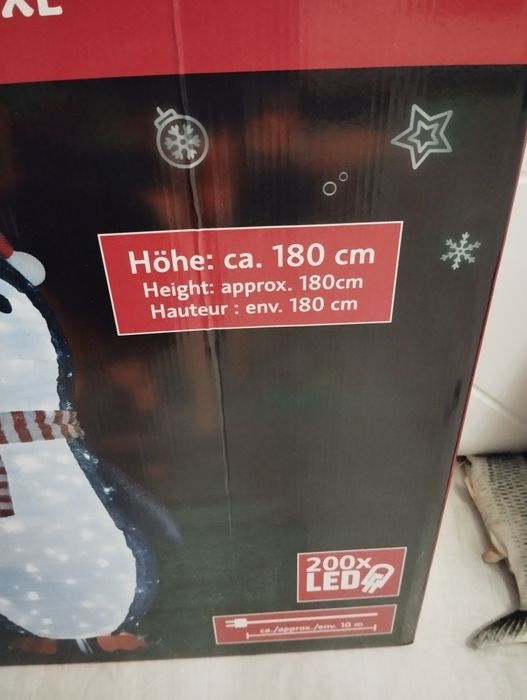 XL
Höhe: ca. 180 cm
Height: approx. 180cm
Hauteur : env. 180 cm
200x
LED
ca./approx./env. 10 m